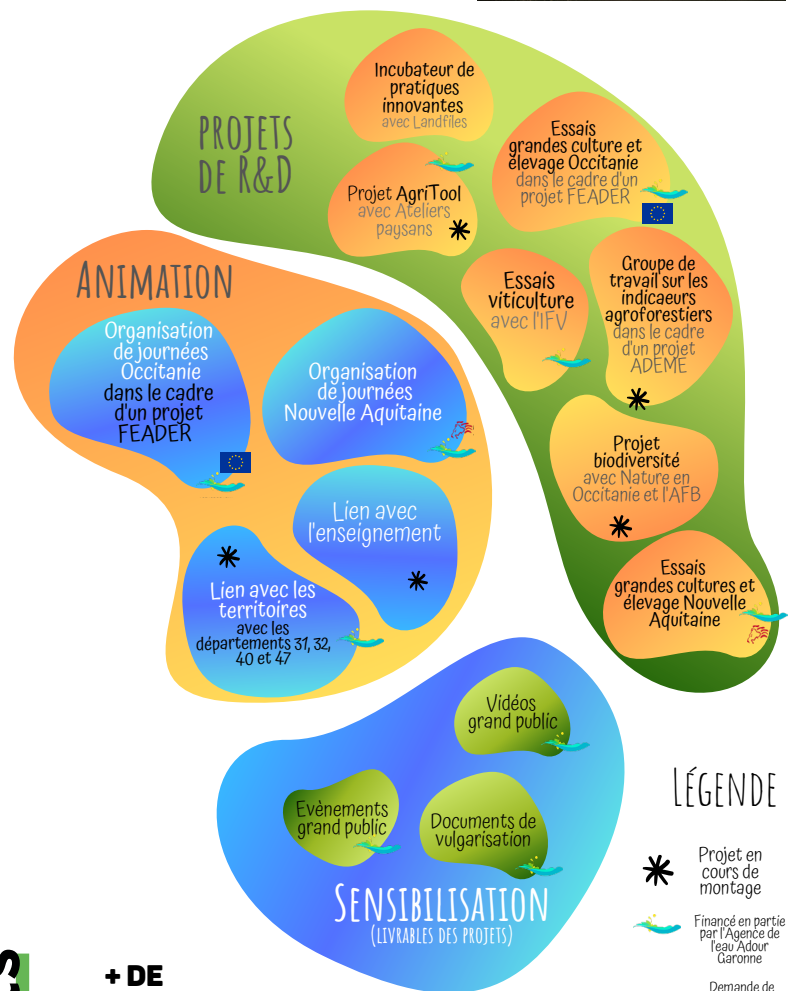 PROJETS
DE R&D
Incubateur de
pratiques
innovantes
avec Landfiles
Projet AgriTool
avec Ateliers
paysans
Essais
grandes culture et
élevage Occitanie
dans le cadre d'un
projet FEADER
Essais
viticulture
avec l'IFV
Groupe de
travail sur les
indicaeurs
agroforestiers
dans le cadre
d'un projet
ADEME
Projet
biodiversité
avec Nature en
Occitanie et l'AFB
Essais
grandes cultures et
élevage Nouvelle
Aquitaine
ANIMATION
Organisation
de journées
Occitanie
dans le cadre
d'un projet
FEADER
Organisation
de journées
Nouvelle Aquitaine
Lien avec
l'enseignement
Lien avec les
territoires
avec les
départements 31, 32,
40 et 47
Vidéos
grand public
Evènements
grand public
Documents de
vulgarisation
SENSIBILISATION
(LIVRABLES DES PROJETS)
LÉGENDE
Projet en
cours de
montage
Financé en partie
par l'Agence de
l'eau Adour
Garonne
Demande de
+ DE